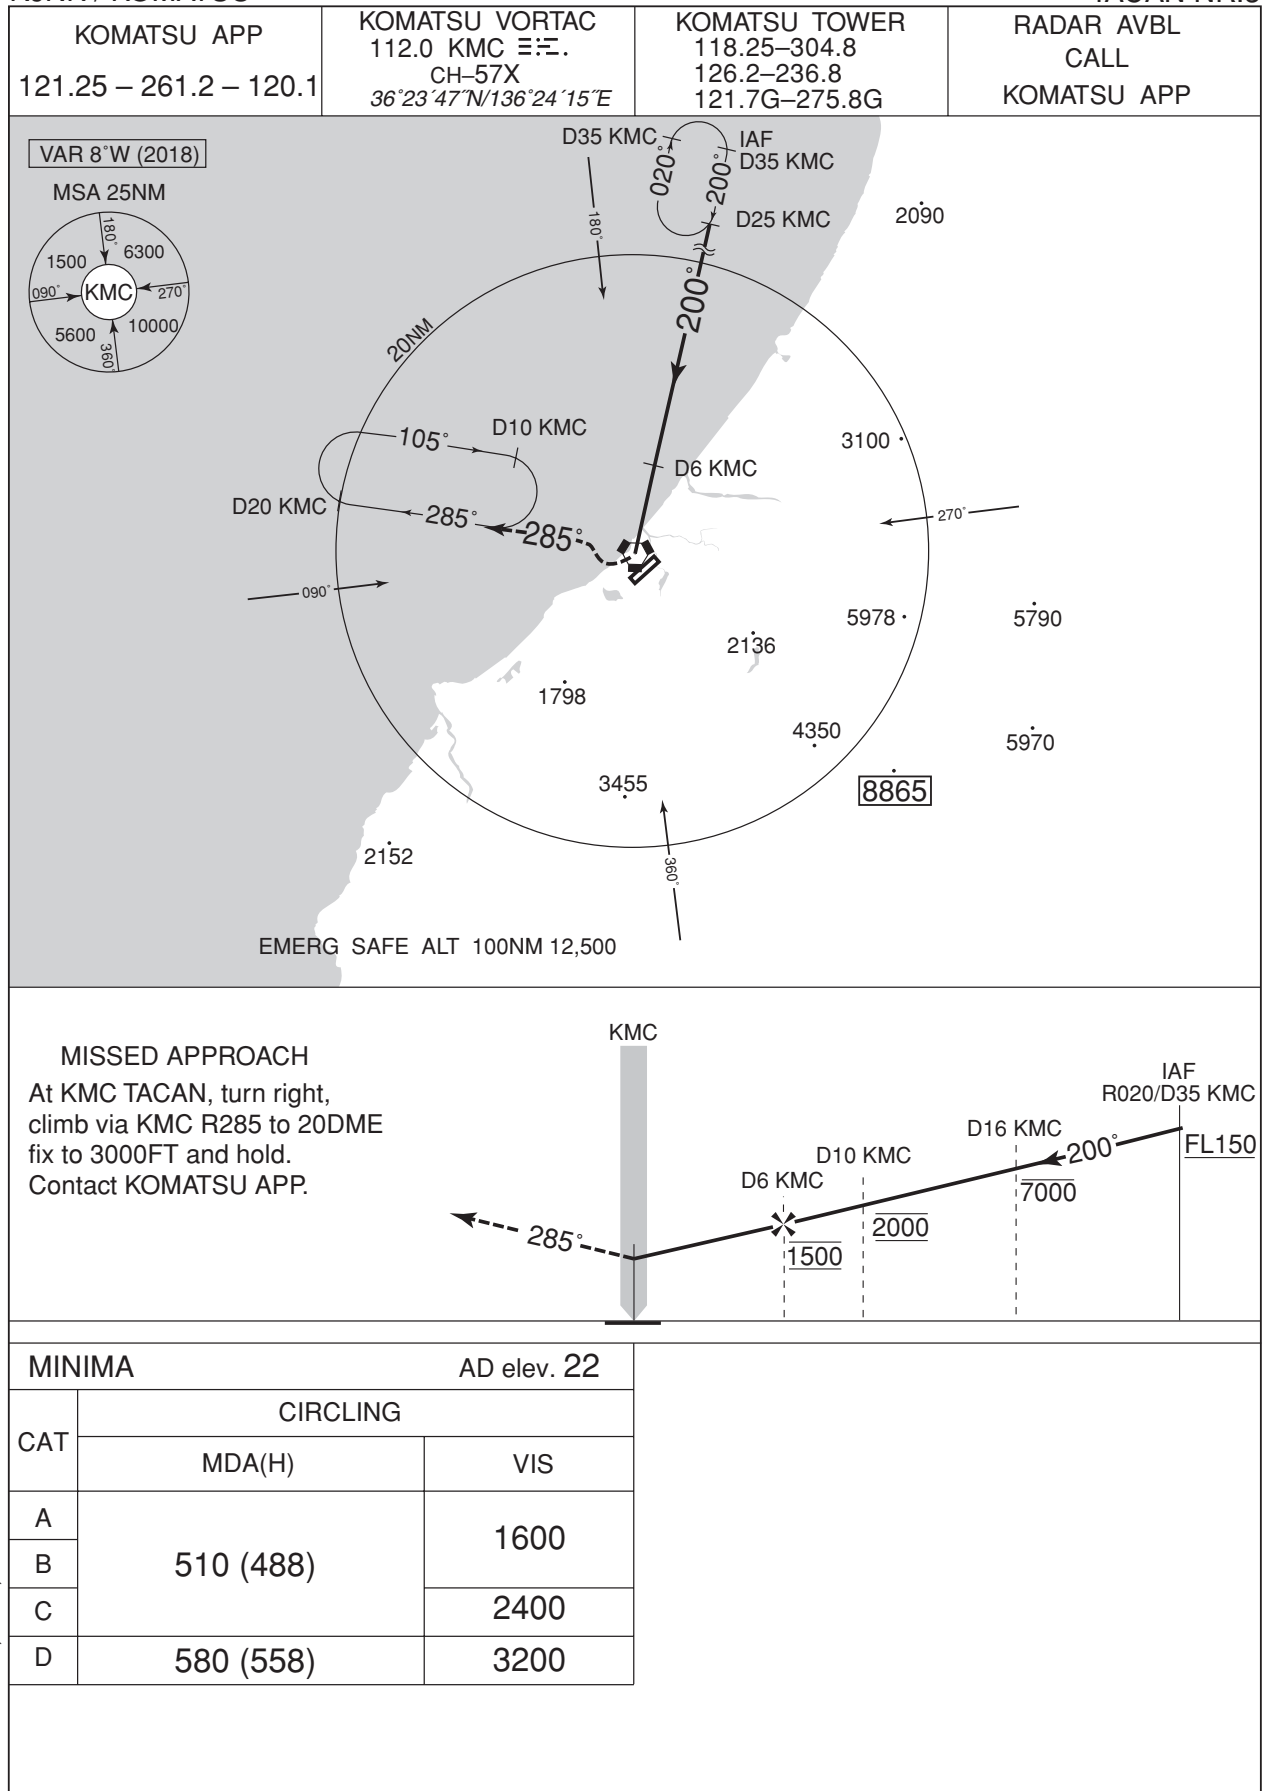 KOMATSU APP
121.25 – 261.2 – 120.1
KOMATSU VORTAC
112.0 KMC
CH–57X
36°23´47˝N/136°24´15˝E
KOMATSU TOWER
118.25–304.8
126.2–236.8
121.7G–275.8G
RADAR AVBL
CALL
KOMATSU APP
VAR 8°W (2018)
MSA 25NM
180°
1500
6300
090°
KMC
270°
5600
10000
360°
D35 KMC
IAF
D35 KMC
020°
200°
D25 KMC
2090
180°
200°
20NM
105°
D10 KMC
3100
D6 KMC
D20 KMC
285°
285°
270°
090°
5978
5790
2136
1798
4350
5970
3455
8865
2152
360°
EMERG SAFE ALT 100NM 12,500
MISSED APPROACH
At KMC TACAN, turn right,
climb via KMC R285 to 20DME
fix to 3000FT and hold.
Contact KOMATSU APP.
KMC
IAF
R020/D35 KMC
D16 KMC
200°
FL150
D10 KMC
7000
D6 KMC
2000
285°
1500
MINIMA
AD elev. 22
CAT
CIRCLING
MDA(H)
VIS
A
1600
B
510 (488)
C
2400
D
580 (558)
3200